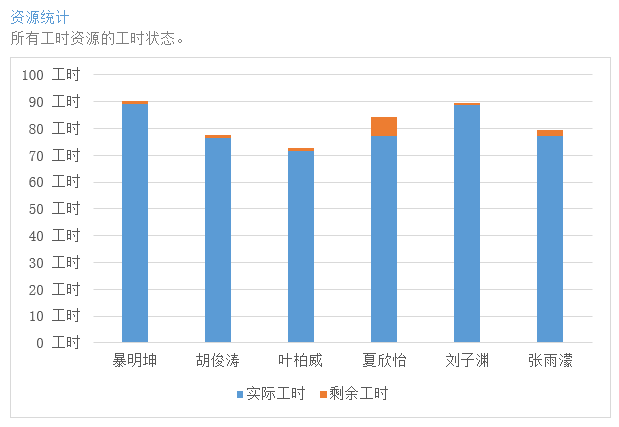 资源统计
所有工时资源的工时状态。
100 工时
90 工时
80 工时
70 工时
60 工时
50 工时
40 工时
30 工时
20 工时
10 工时
0 工时
暴明坤 胡俊涛 叶柏威 夏欣怡 刘子渊 张雨濛
实际工时 剩余工时